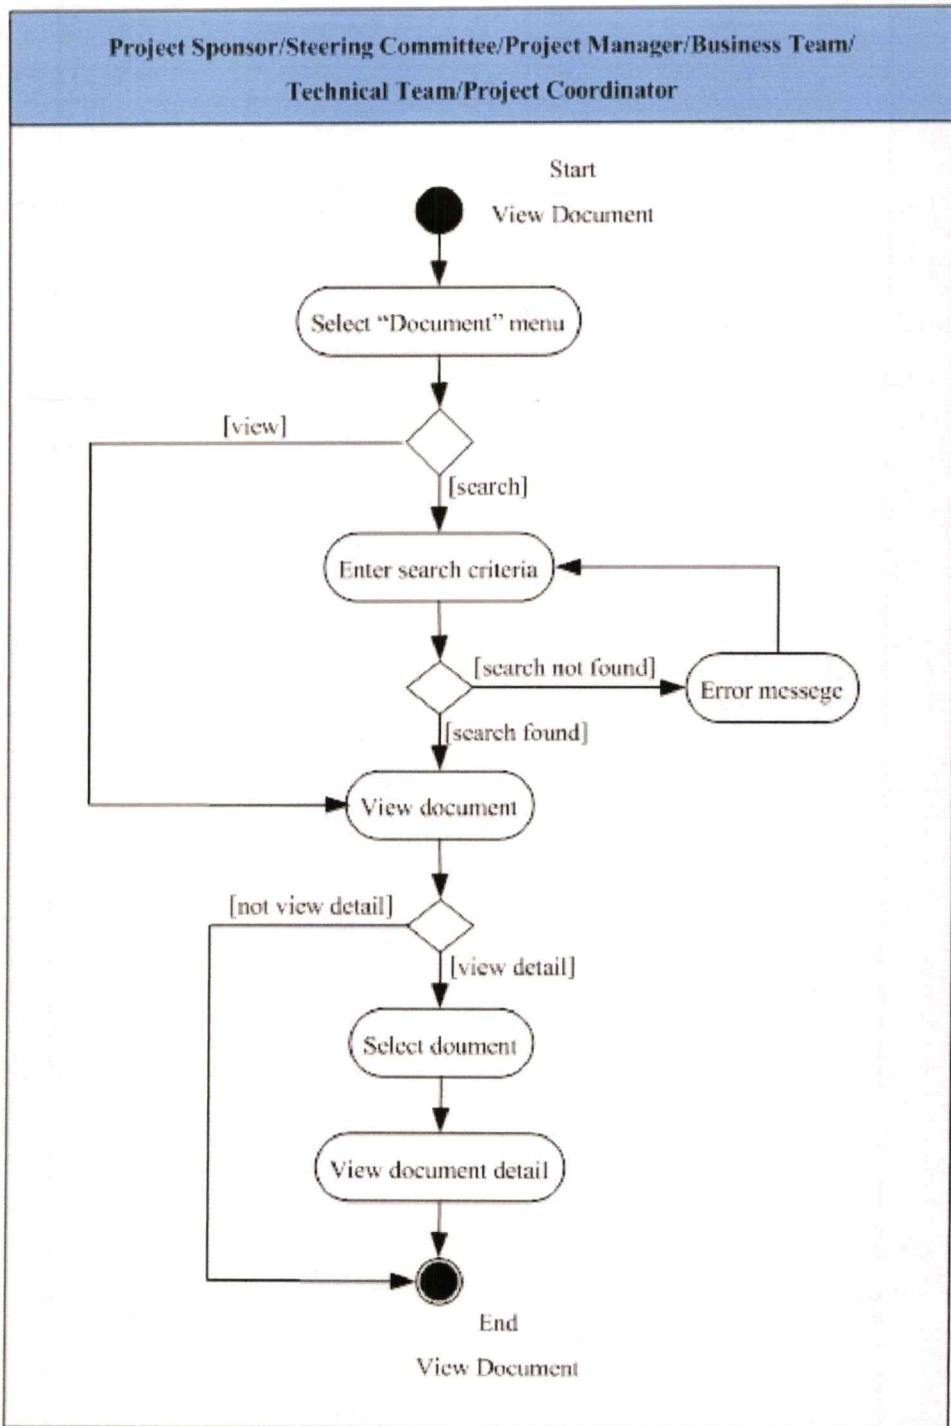 Project Sponsor/Steering Committee/Project Manager/Business Team/
Technical Team/Project Coordinator
Start
View Document
Select “Document” menu
[view]
[search]
Enter search criteria
[search not found]
Error messege
[search found]
View document
[not view detail]
[view detail]
Select doument
View document detail
End
View Document